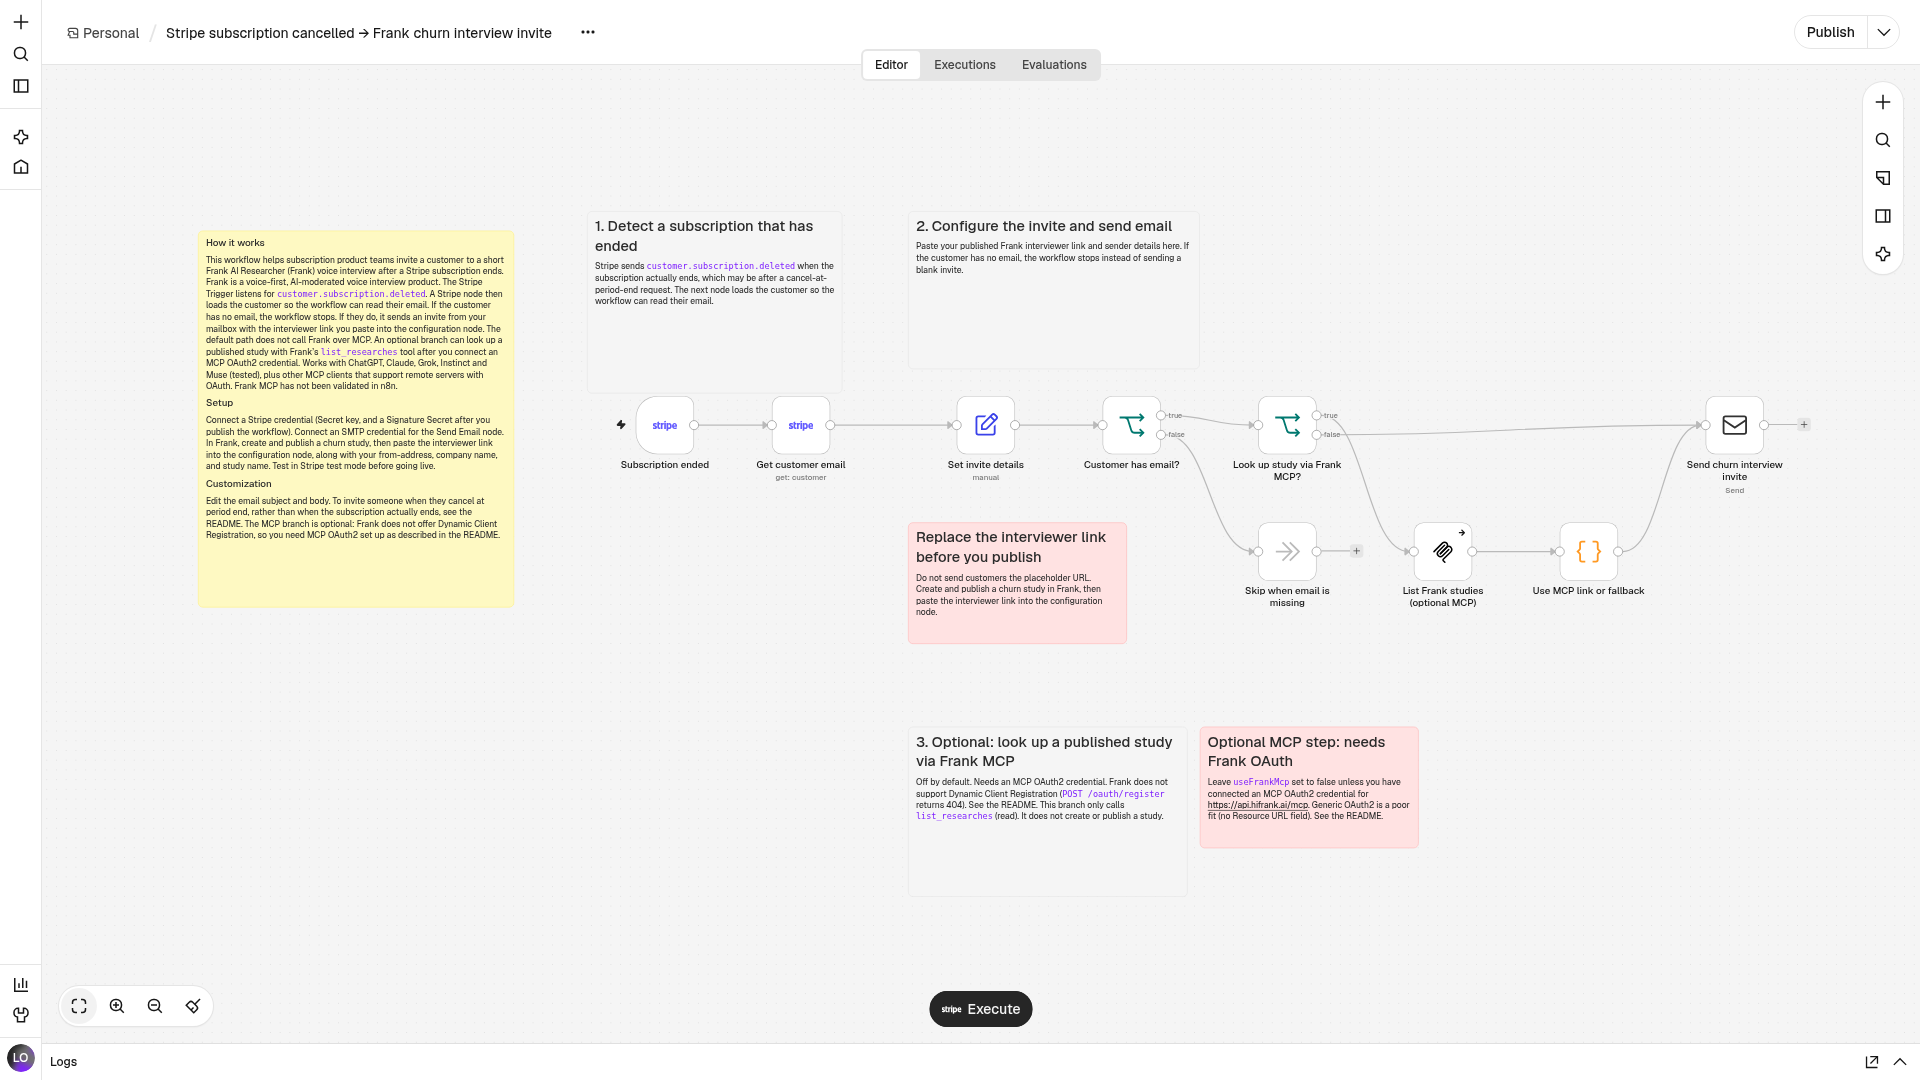 Personal / Stripe subscription cancelled → Frank churn interview invite
Publish
Editor
Executions
Evaluations
How it works
This workflow helps subscription product teams invite a customer to a short
Frank AI Researcher (Frank) voice interview after a Stripe subscription ends.
Frank is a voice-first, AI-moderated voice interview product. The Stripe
Trigger listens for customer.subscription.deleted. A Stripe node then
loads the customer so the workflow can read their email. If the customer
has no email, the workflow stops. If they do, it sends an invite from your
mailbox with the interviewer link you paste into the configuration node. The
default path does not call Frank over MCP. An optional branch can look up a
published study with Frank's list_researches tool after you connect an
MCP OAuth2 credential. Works with ChatGPT, Claude, Grok, Instinct and
Muse (tested), plus other MCP clients that support remote servers with
OAuth. Frank MCP has not been validated in n8n.
Setup
Connect a Stripe credential (Secret key, and a Signature Secret after you
publish the workflow). Connect an SMTP credential for the Send Email node.
In Frank, create and publish a churn study, then paste the interviewer link
into the configuration node, along with your from-address, company name,
and study name. Test in Stripe test mode before going live.
Customization
Edit the email subject and body. To invite someone when they cancel at
period end, rather than when the subscription actually ends, see the
README. The MCP branch is optional: Frank does not offer Dynamic Client
Registration, so you need MCP OAuth2 set up as described in the README.
1. Detect a subscription that has
ended
Stripe sends customer.subscription.deleted when the
subscription actually ends, which may be after a cancel-at-
period-end request. The next node loads the customer so the
workflow can read their email.
2. Configure the invite and send email
Paste your published Frank interviewer link and sender details here. If
the customer has no email, the workflow stops instead of sending a
blank invite.
stripe
Subscription ended
stripe
Get customer email
get: customer
Set invite details
manual
Customer has email?
true
false
Look up study via Frank
MCP?
true
false
Send churn interview
invite
Send
Skip when email is
missing
List Frank studies
(optional MCP)
Use MCP link or fallback
Replace the interviewer link
before you publish
Do not send customers the placeholder URL.
Create and publish a churn study in Frank, then
paste the interviewer link into the configuration
node.
3. Optional: look up a published study
via Frank MCP
Off by default. Needs an MCP OAuth2 credential. Frank does not
support Dynamic Client Registration (POST /oauth/register
returns 404). See the README. This branch only calls
list_researches (read). It does not create or publish a study.
Optional MCP step: needs
Frank OAuth
Leave useFrankMcp set to false unless you have
connected an MCP OAuth2 credential for
https://api.hifrank.ai/mcp. Generic OAuth2 is a poor
fit (no Resource URL field). See the README.
stripe Execute
LO
Logs